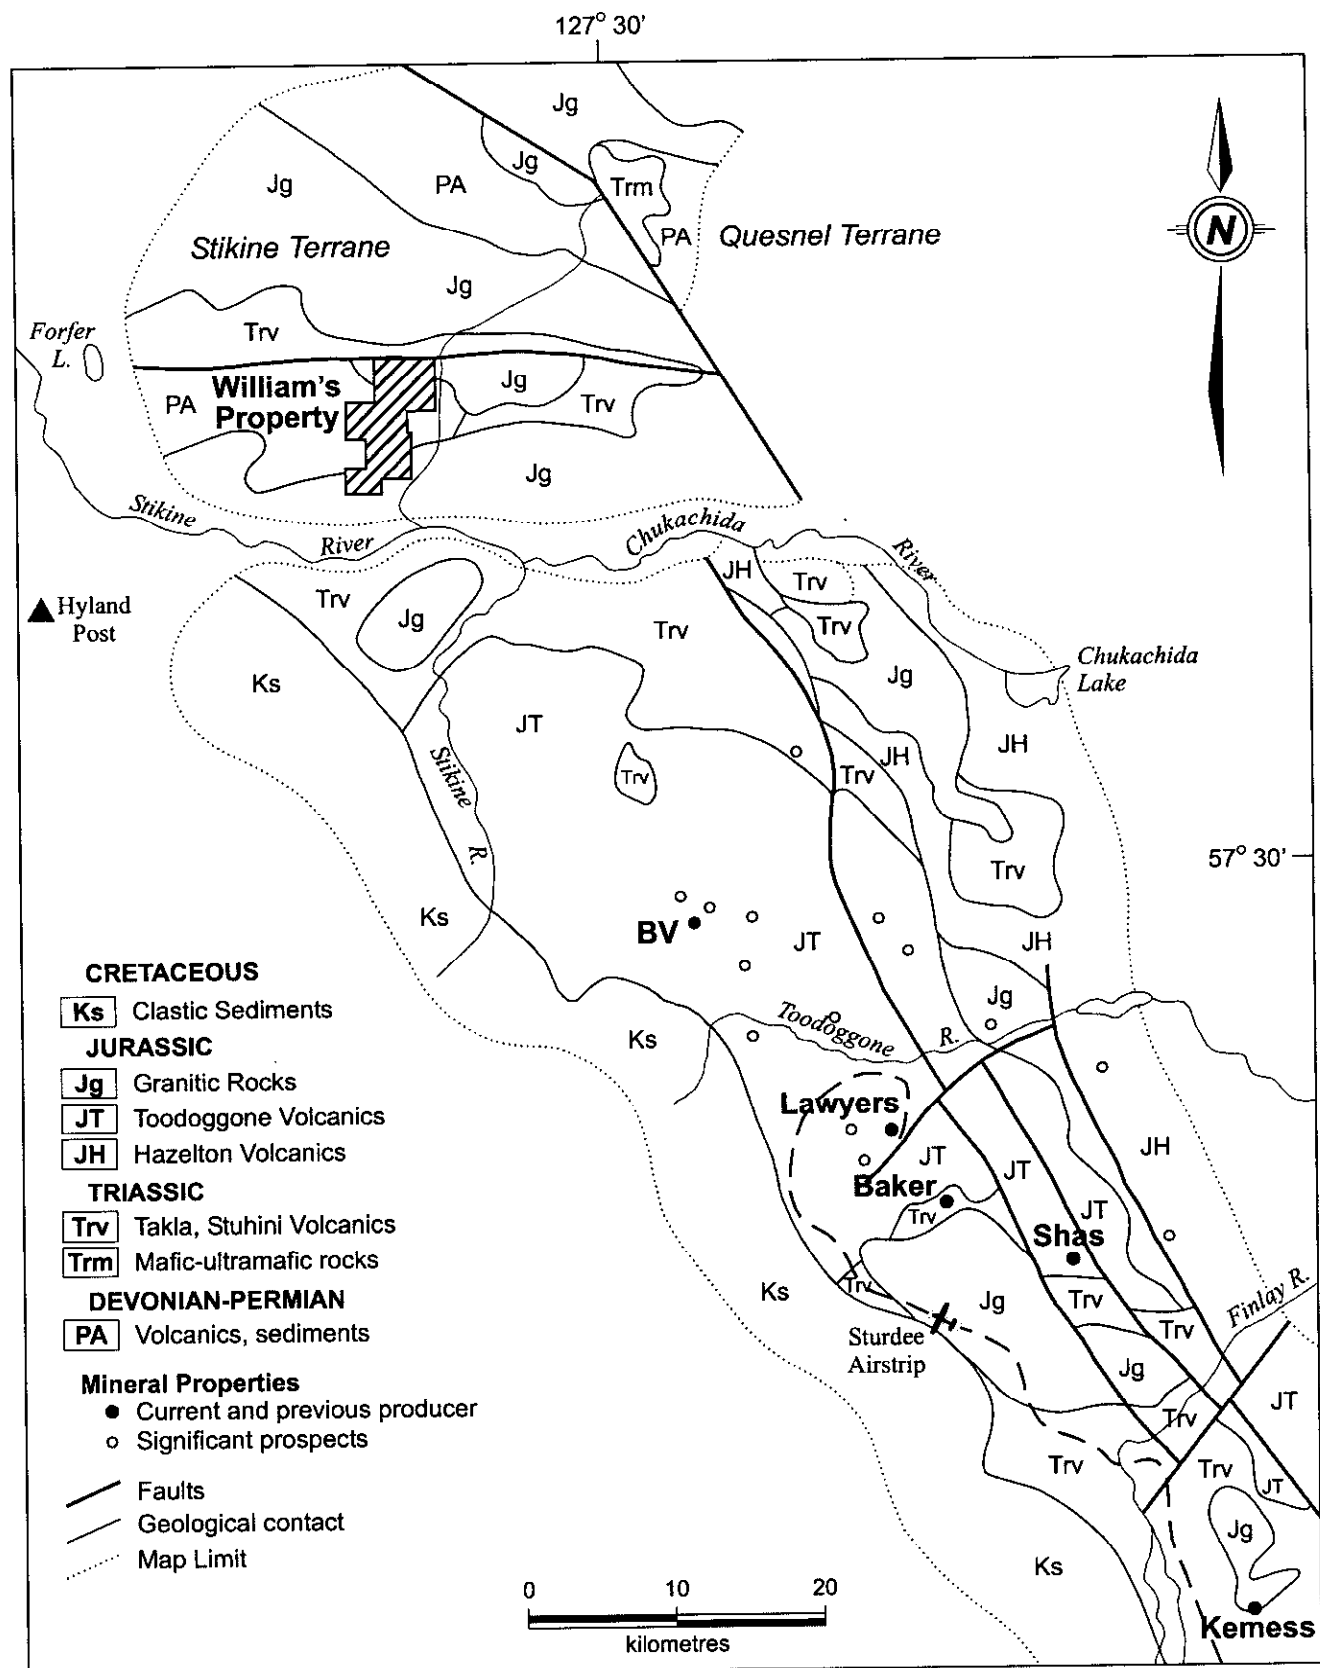 127° 30'
Jg
Jg
Trm
Jg
PA
PA
Quesnel Terrane
Stikine Terrane
N
Jg
Forfer
L.
Trv
William's
Property
PA
Jg
Trv
Jg
Stikine
River
Chukachida
River
Hyland
Post
Trv
Jg
JH
Trv
Trv
Trv
Chukachida
Lake
Ks
Jg
JT
JH
JH
Trv
Trv
Stikine
R.
57° 30'
Trv
Ks
BV
JT
JH
Jg
Ks
Toodoggone
R.
Lawyers
JT
JT
JH
Baker
Trv
JT
Shas
Ks
Trv
Jg
Trv
Finlay R.
Sturdee
Airstrip
Trv
Jg
JT
Trv
Trv
Trv
JT
Jg
Ks
Kemess
CRETACEOUS
Ks Clastic Sediments
JURASSIC
Jg Granitic Rocks
JT Toodoggone Volcanics
JH Hazelton Volcanics
TRIASSIC
Trv Takla, Stuhini Volcanics
Trm Mafic-ultramafic rocks
DEVONIAN-PERMIAN
PA Volcanics, sediments
Mineral Properties
Current and previous producer
Significant prospects
Faults
Geological contact
Map Limit
0 10 20
kilometres